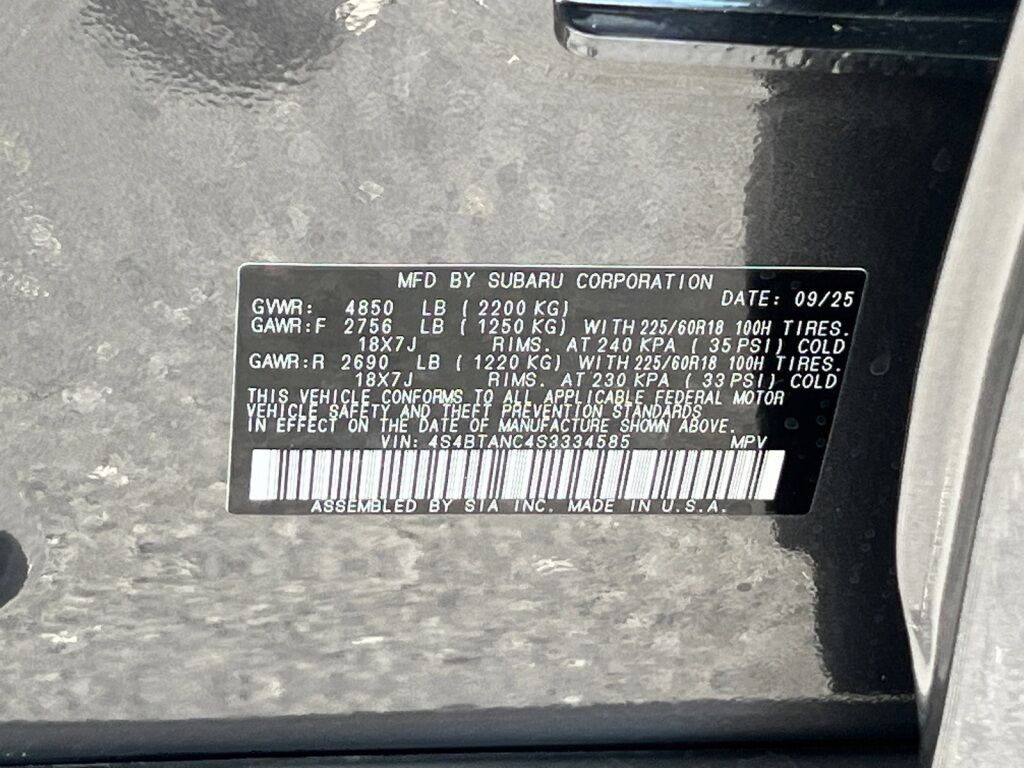 MFD BY SUBARU CORPORATION
DATE: 09/25
GVWR: 4850 LB ( 2200 KG)
GAWR:F 2756 LB ( 1250 KG) WITH 225/60R18 100H TIRES.
18X7J RIMS. AT 240 KPA ( 35 PSI) COLD
GAWR:R 2690 LB ( 1220 KG) WITH 225/60R18 100H TIRES.
18X7J RIMS. AT 230 KPA ( 33 PSI) COLD
THIS VEHICLE CONFORMS TO ALL APPLICABLE FEDERAL MOTOR
VEHICLE SAFETY AND THEFT PREVENTION STANDARDS
IN EFFECT ON THE DATE OF MANUFACTURE SHOWN ABOVE.
VIN: 4S4BTANC4S3334585 MPV
ASSEMBLED BY SIA INC. MADE IN U.S.A.